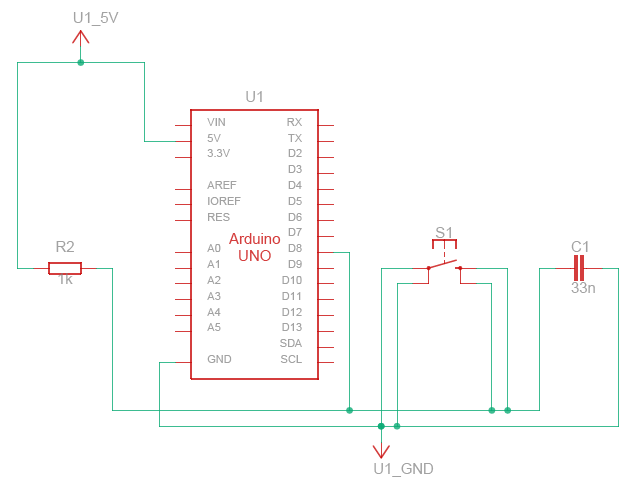 U1_5V
U1
VIN
5V
3.3V
AREF
IOREF
RES
A0
A1
A2
A3
A4
A5
GND
Arduino
UNO
RX
TX
D2
D3
D4
D5
D6
D7
D8
D9
D10
D11
D12
D13
SDA
SCL
R2
1k
S1
C1
33n
U1_GND